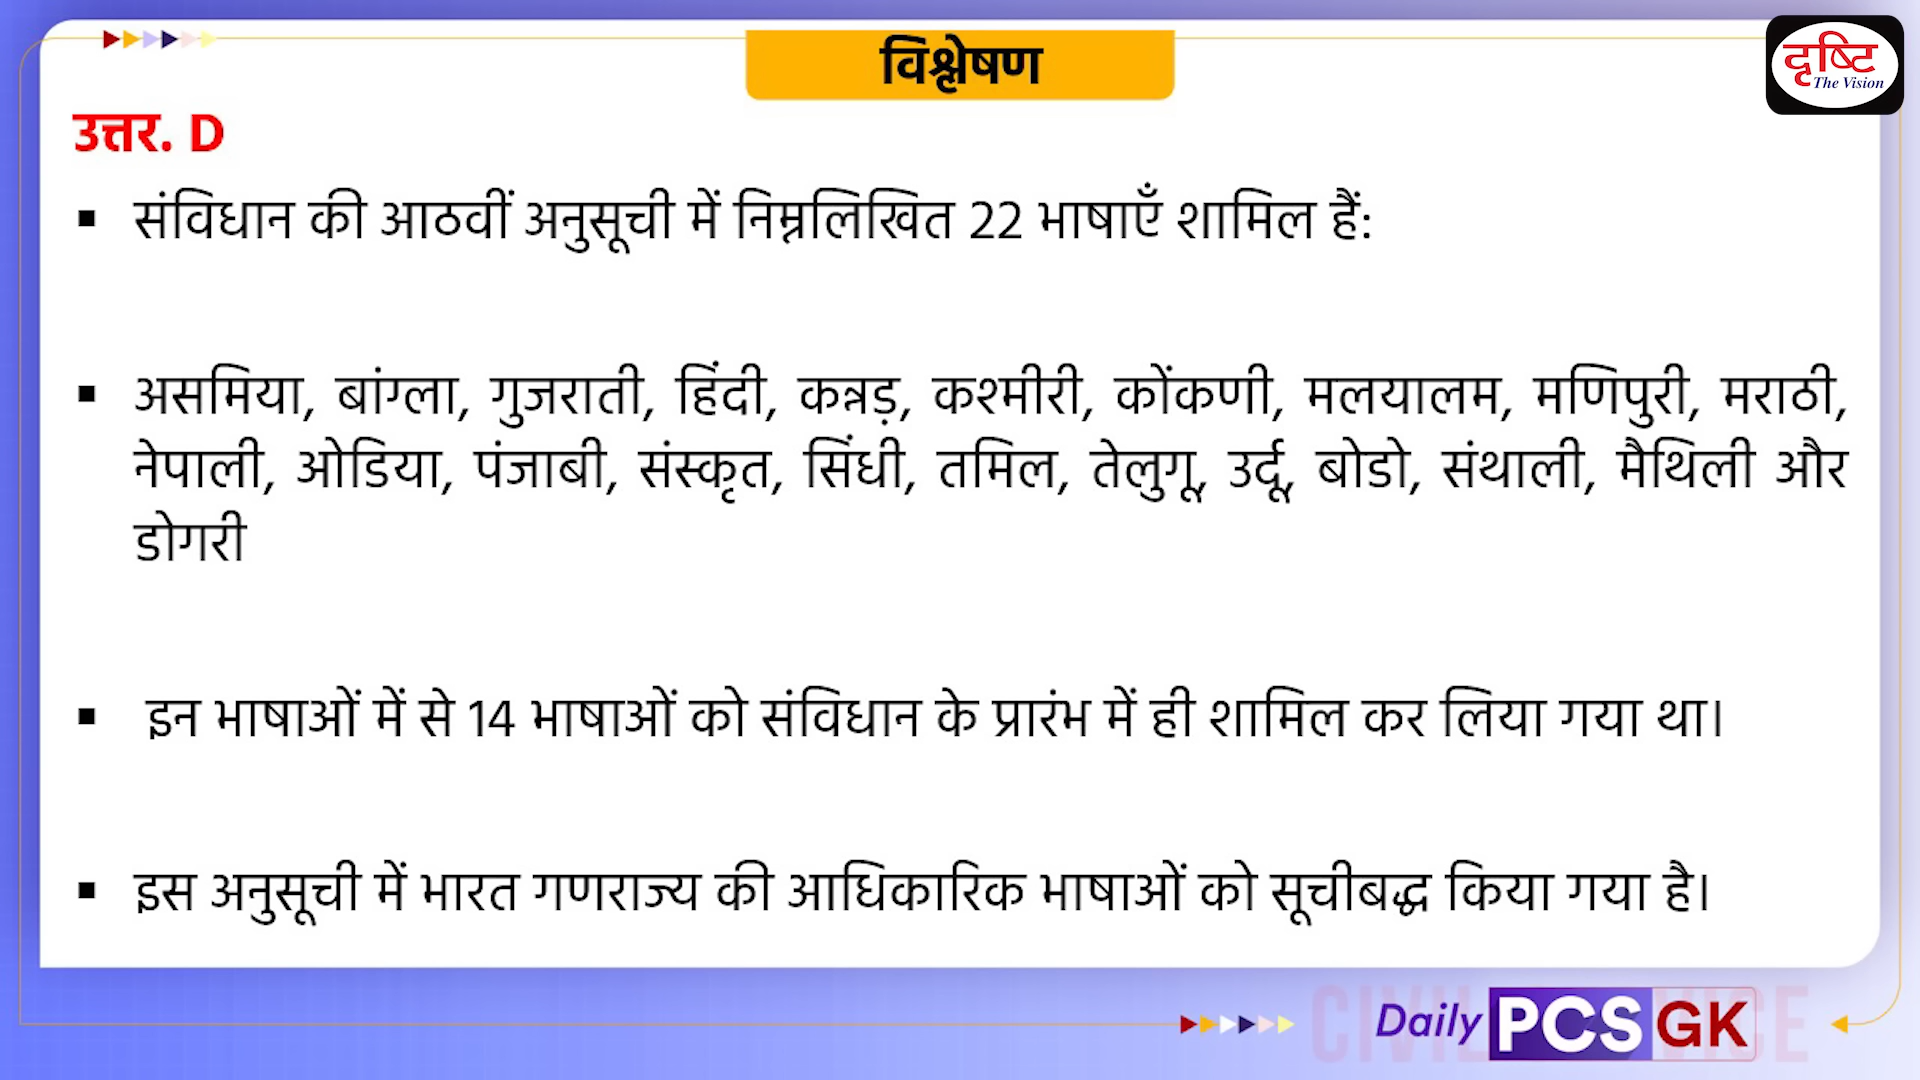 विश्लेषण
दृष्टि
The Vision
उत्तर. D
▪ संविधान की आठवीं अनुसूची में निम्नलिखित 22 भाषाएँ शामिल हैं:
▪ असमिया, बांग्ला, गुजराती, हिंदी, कन्नड़, कश्मीरी, कोंकणी, मलयालम, मणिपुरी, मराठी,
नेपाली, ओडिया, पंजाबी, संस्कृत, सिंधी, तमिल, तेलुगू, उर्दू, बोडो, संथाली, मैथिली और
डोगरी
▪ इन भाषाओं में से 14 भाषाओं को संविधान के प्रारंभ में ही शामिल कर लिया गया था।
▪ इस अनुसूची में भारत गणराज्य की आधिकारिक भाषाओं को सूचीबद्ध किया गया है।
Daily PCS GK